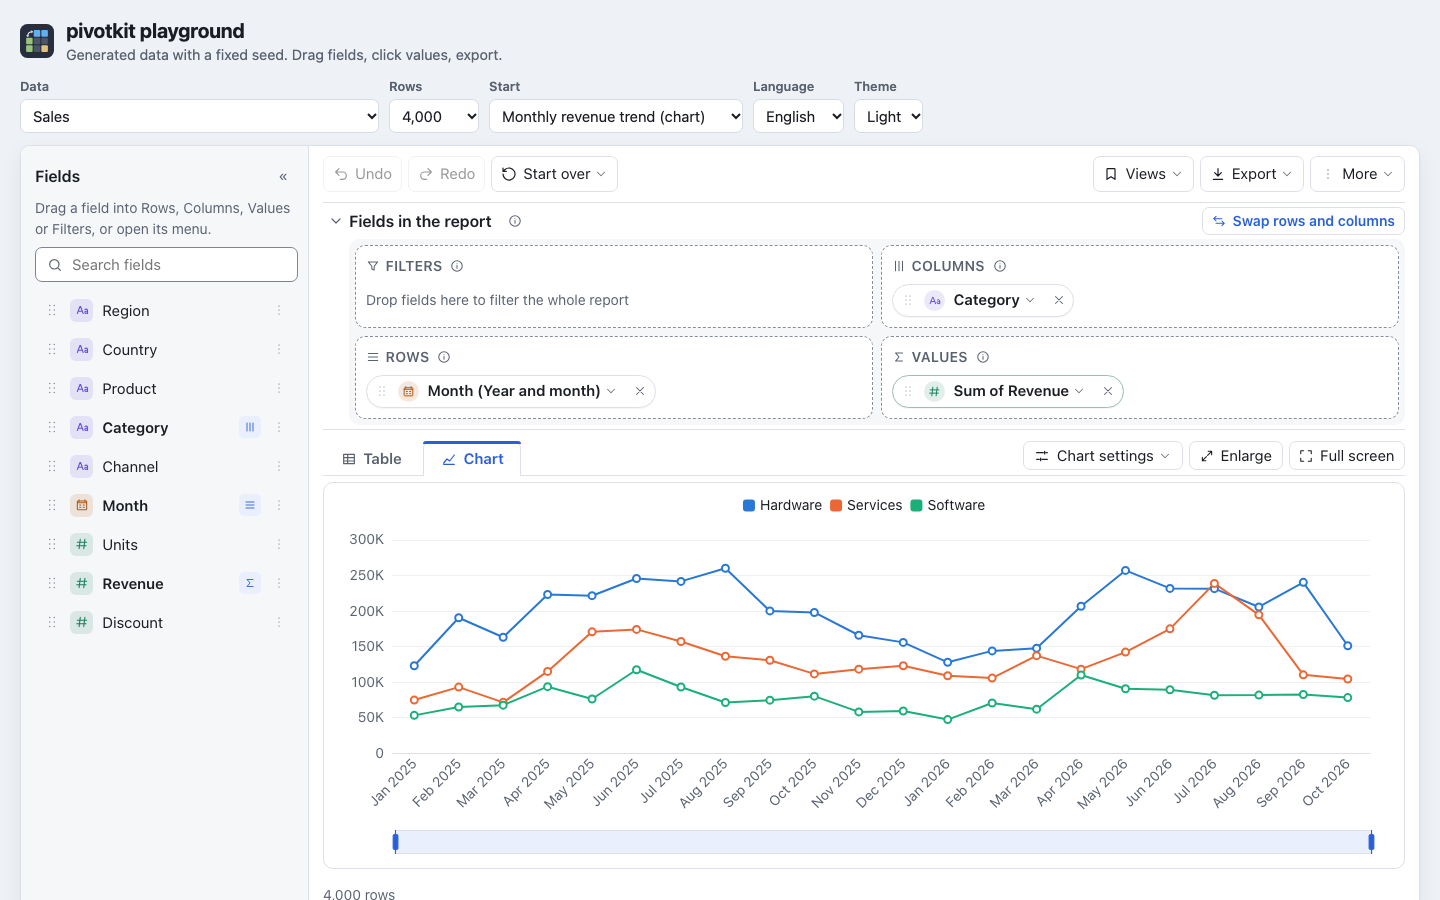 pivotkit playground
Generated data with a fixed seed. Drag fields, click values, export.
Data
Rows
Start
Language
Theme
Sales
4,000
Monthly revenue trend (chart)
English
Light
Fields
«
Drag a field into Rows, Columns, Values
or Filters, or open its menu.
Search fields
Aa Region
Aa Country
Aa Product
Aa Category
Aa Channel
Month
# Units
# Revenue Σ
# Discount
Undo
Redo
Start over
Views
Export
More
Fields in the report
Swap rows and columns
FILTERS
Drop fields here to filter the whole report
COLUMNS
Aa Category
ROWS
Month (Year and month)
Σ VALUES
# Sum of Revenue
Table
Chart
Chart settings
Enlarge
Full screen
Hardware Services Software
300K
250K
200K
150K
100K
50K
0
Jan 2025
Feb 2025
Mar 2025
Apr 2025
May 2025
Jun 2025
Jul 2025
Aug 2025
Sep 2025
Oct 2025
Nov 2025
Dec 2025
Jan 2026
Feb 2026
Mar 2026
Apr 2026
May 2026
Jun 2026
Jul 2026
Aug 2026
Sep 2026
Oct 2026
4,000 rows